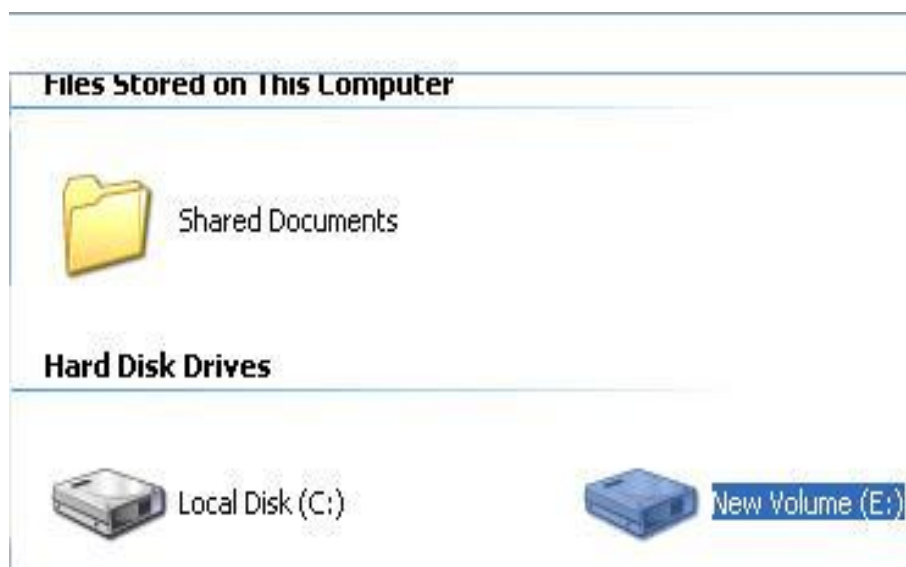 Files Stored on This Computer
Shared Documents
Hard Disk Drives
Local Disk (C:)
New Volume (E:)